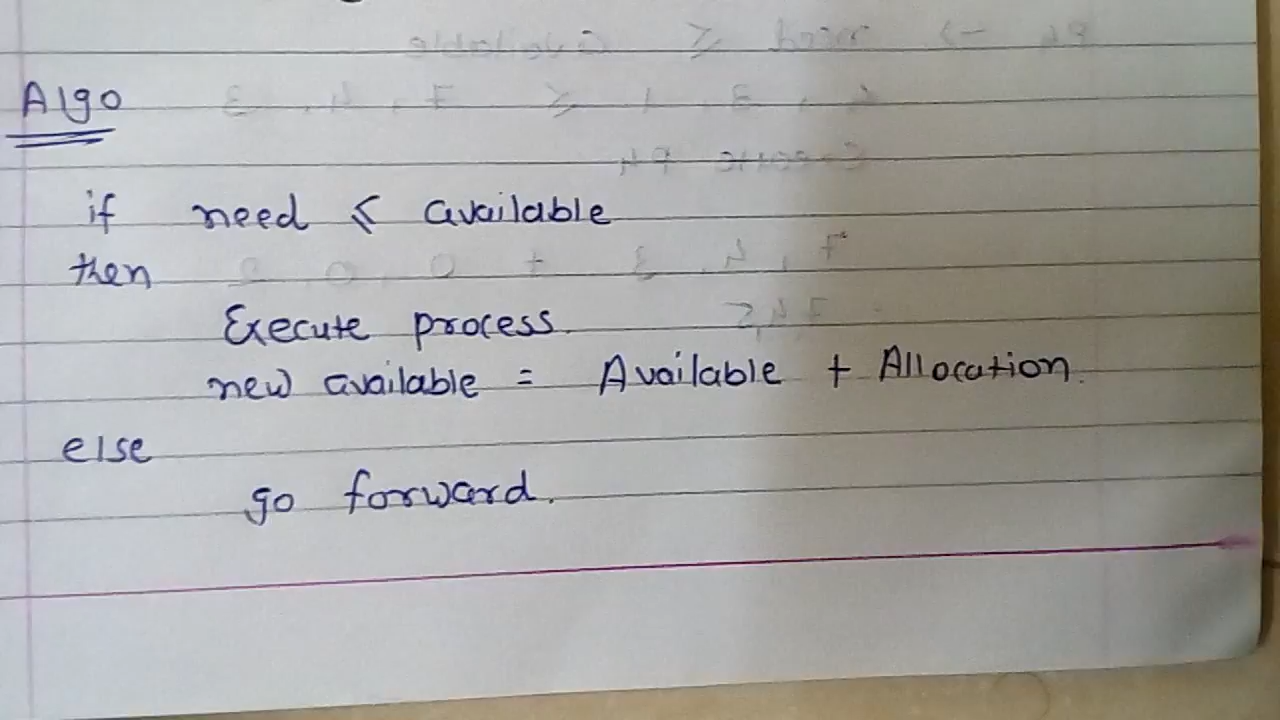 Algo
if need ≤ available
then
Execute process.
new available = Available + Allocation.
else
go forward.